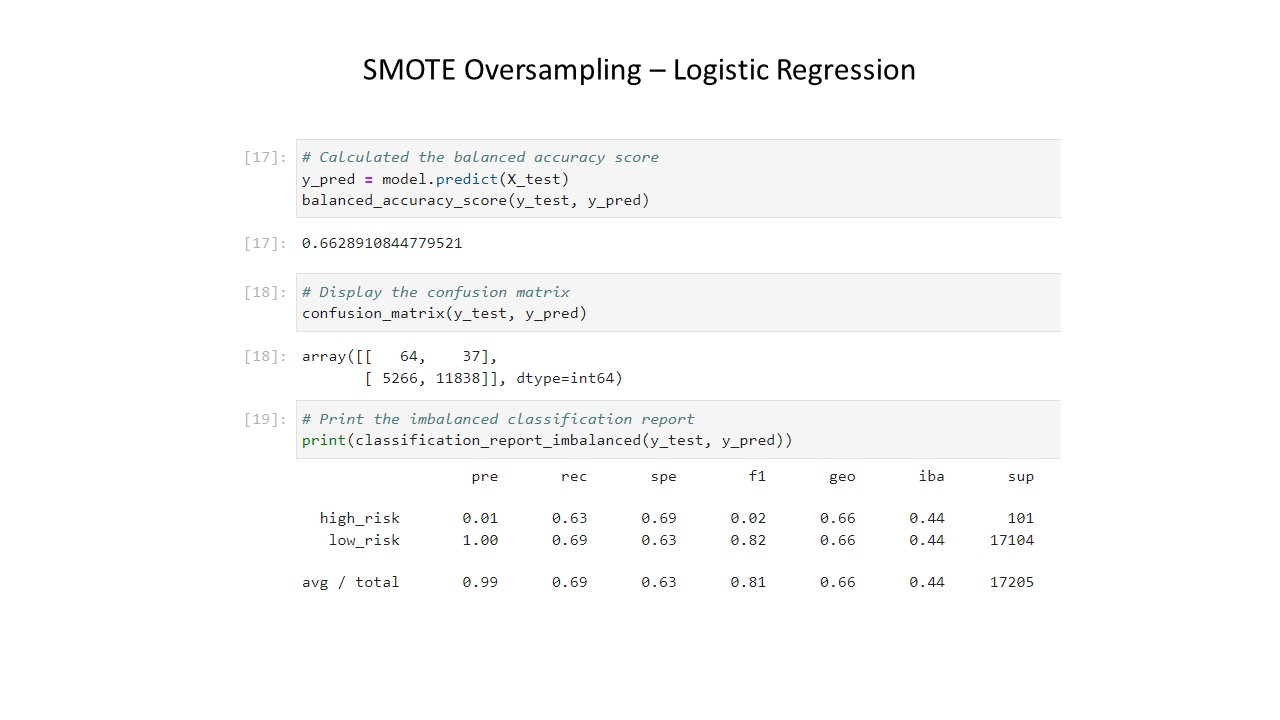 SMOTE Oversampling – Logistic Regression
[17]: # Calculated the balanced accuracy score
y_pred = model.predict(X_test)
balanced_accuracy_score(y_test, y_pred)
[17]: 0.6628910844779521
[18]: # Display the confusion matrix
confusion_matrix(y_test, y_pred)
[18]: array([[   64,    37],
[ 5266, 11838]], dtype=int64)
[19]: # Print the imbalanced classification report
print(classification_report_imbalanced(y_test, y_pred))
pre rec spe f1 geo iba sup
high_risk 0.01 0.63 0.69 0.02 0.66 0.44 101
low_risk 1.00 0.69 0.63 0.82 0.66 0.44 17104
avg / total 0.99 0.69 0.63 0.81 0.66 0.44 17205